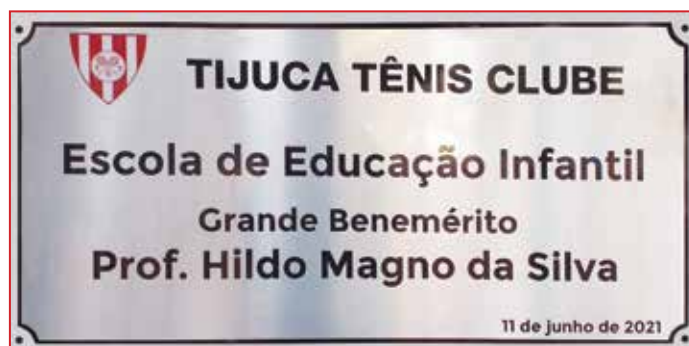 TIJUCA TÊNIS CLUBE
Escola de Educação Infantil
Grande Benemérito
Prof. Hildo Magno da Silva
11 de junho de 2021